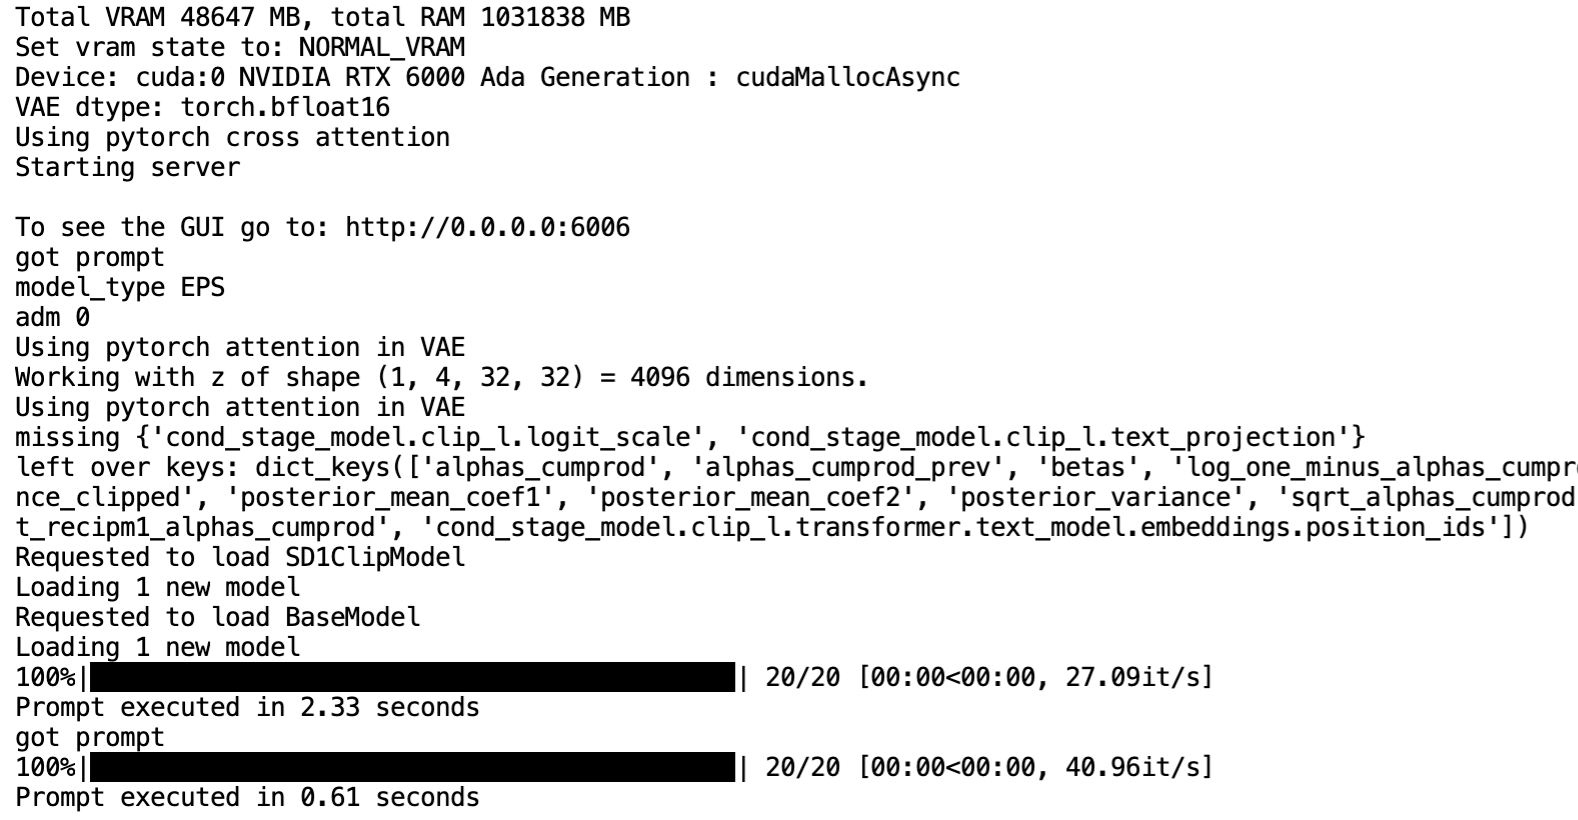 Total VRAM 48647 MB, total RAM 1031838 MB
Set vram state to: NORMAL_VRAM
Device: cuda:0 NVIDIA RTX 6000 Ada Generation : cudaMallocAsync
VAE dtype: torch.bfloat16
Using pytorch cross attention
Starting server
To see the GUI go to: http://0.0.0.0:6006
got prompt
model_type EPS
adm 0
Using pytorch attention in VAE
Working with z of shape (1, 4, 32, 32) = 4096 dimensions.
Using pytorch attention in VAE
missing {'cond_stage_model.clip_l.logit_scale', 'cond_stage_model.clip_l.text_projection'}
left over keys: dict_keys(['alphas_cumprod', 'alphas_cumprod_prev', 'betas', 'log_one_minus_alphas_cumpr
nce_clipped', 'posterior_mean_coef1', 'posterior_mean_coef2', 'posterior_variance', 'sqrt_alphas_cumprod
t_recipm1_alphas_cumprod', 'cond_stage_model.clip_l.transformer.text_model.embeddings.position_ids'])
Requested to load SD1ClipModel
Loading 1 new model
Requested to load BaseModel
Loading 1 new model
100%| | 20/20 [00:00<00:00, 27.09it/s]
Prompt executed in 2.33 seconds
got prompt
100%| | 20/20 [00:00<00:00, 40.96it/s]
Prompt executed in 0.61 seconds